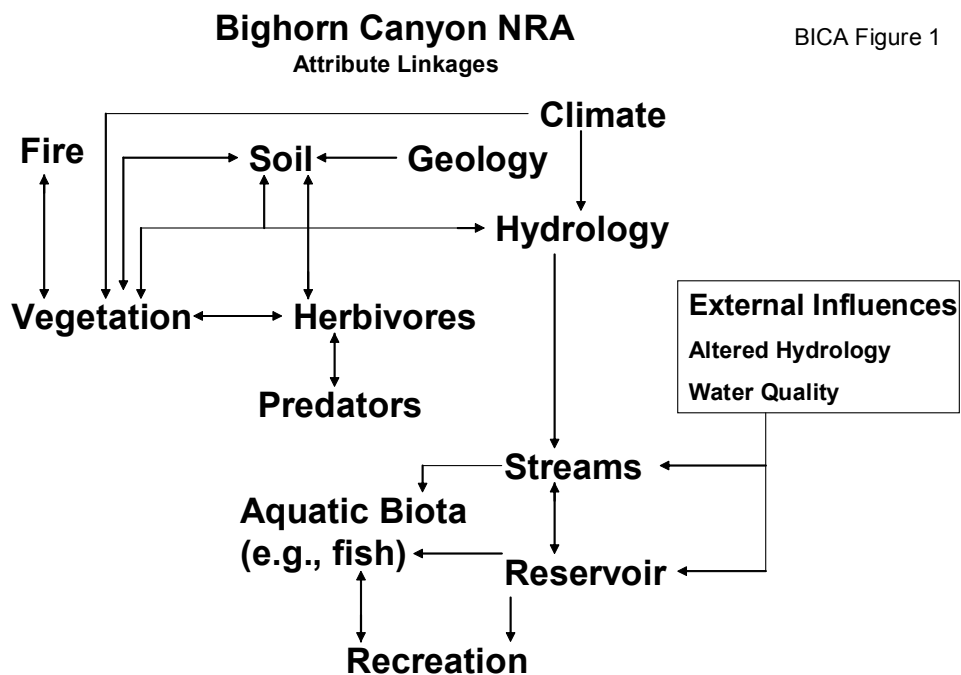 Bighorn Canyon NRA
Attribute Linkages
BICA Figure 1
Climate
Fire
Soil
Geology
Hydrology
Vegetation
Herbivores
Predators
External Influences
Altered Hydrology
Water Quality
Streams
Aquatic Biota
(e.g., fish)
Reservoir
Recreation